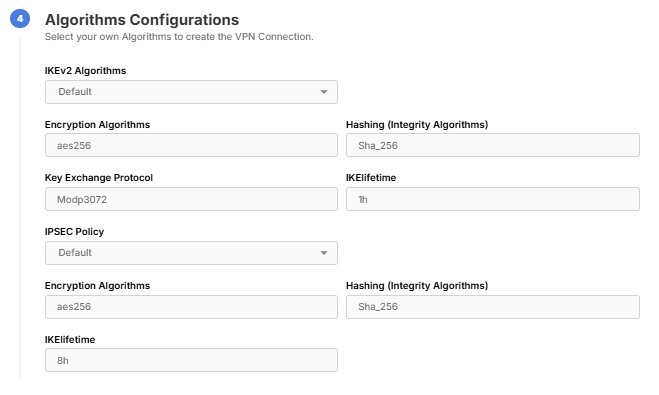 4
Algorithms Configurations
Select your own Algorithms to create the VPN Connection.
IKEv2 Algorithms
Default
Encryption Algorithms
Hashing (Integrity Algorithms)
aes256
Sha_256
Key Exchange Protocol
IKElifetime
Modp3072
1h
IPSEC Policy
Default
Encryption Algorithms
Hashing (Integrity Algorithms)
aes256
Sha_256
IKElifetime
8h